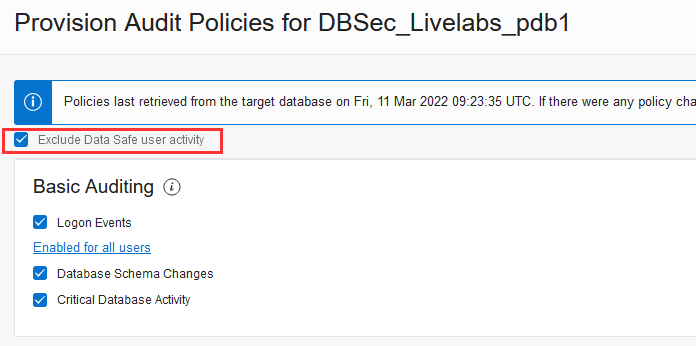 Provision Audit Policies for DBSec_Livelabs_pdb1
Policies last retrieved from the target database on Fri, 11 Mar 2022 09:23:35 UTC. If there were any policy cha
Exclude Data Safe user activity
Basic Auditing
Logon Events
Enabled for all users
Database Schema Changes
Critical Database Activity